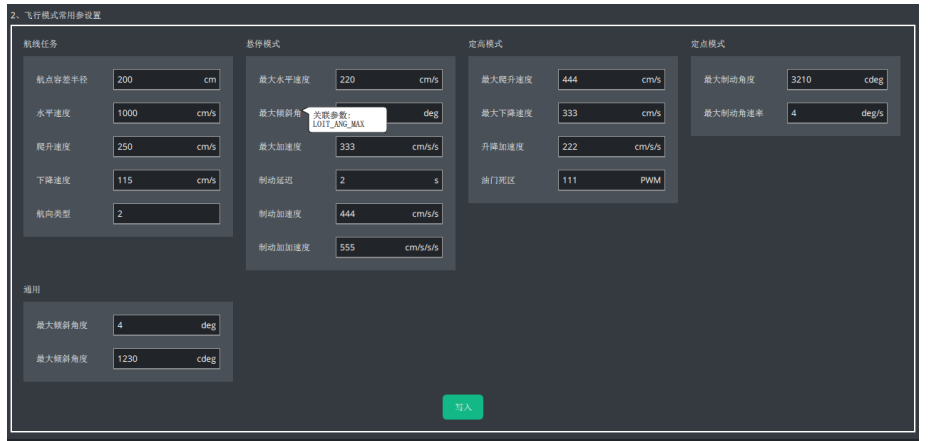 2、飞行模式常用参设置
航线任务
航点容差半径 200 cm
水平速度 1000 cm/s
爬升速度 250 cm/s
下降速度 115 cm/s
航向类型 2
悬停模式
最大水平速度 220 cm/s
最大倾斜角 deg
关联参数:
LOIT_ANG_MAX
最大加速度 333 cm/s/s
制动延迟 2 s
制动加速度 444 cm/s/s
制动加加速度 555 cm/s/s/s
定高模式
最大爬升速度 444 cm/s
最大下降速度 333 cm/s
升降加速度 222 cm/s/s
油门死区 111 PWM
定点模式
最大制动角度 3210 cdeg
最大制动角速率 4 deg/s
通用
最大倾斜角度 4 deg
最大倾斜角度 1230 cdeg
写入